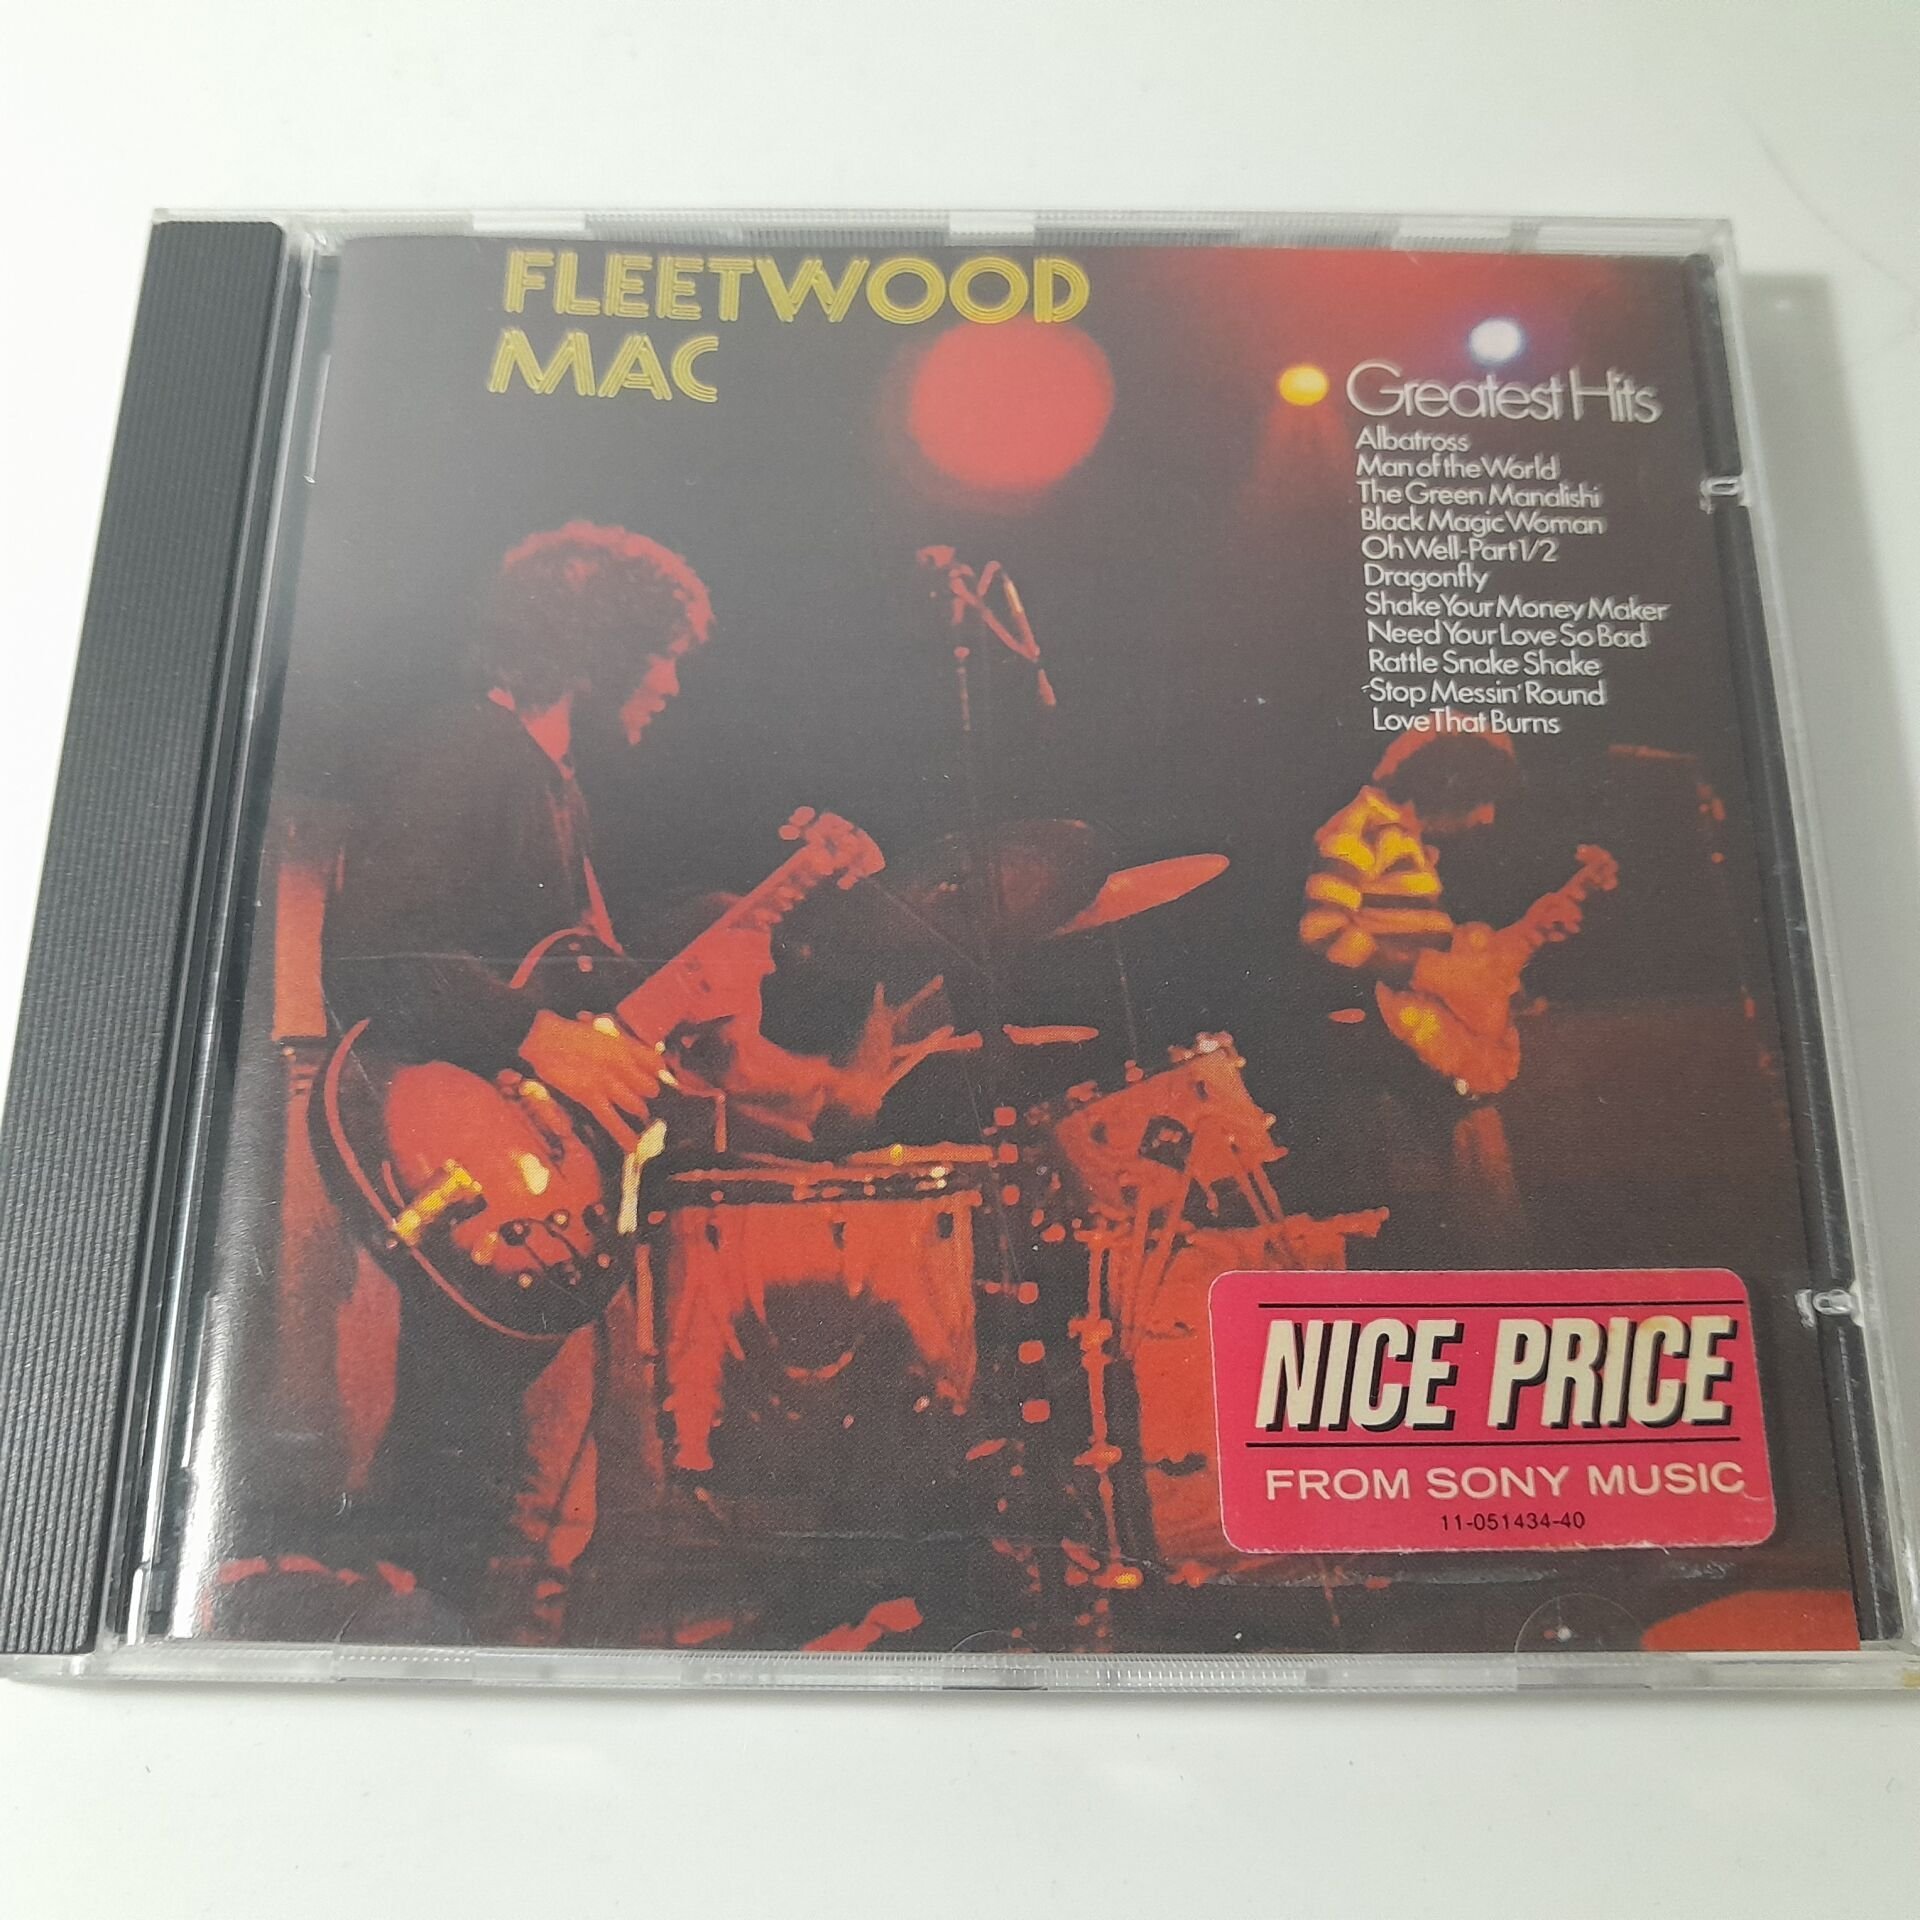 FLEETWOOD
MAC
Greatest Hits
Albatross
Man of the World
The Green Manalishi
Black Magic Woman
Oh Well-Part 1/2
Dragonfly
Shake Your Money Maker
Need Your Love So Bad
Rattle Snake Shake
Stop Messin' Round
Love That Burns
NICE PRICE
FROM SONY MUSIC
11-051434-40